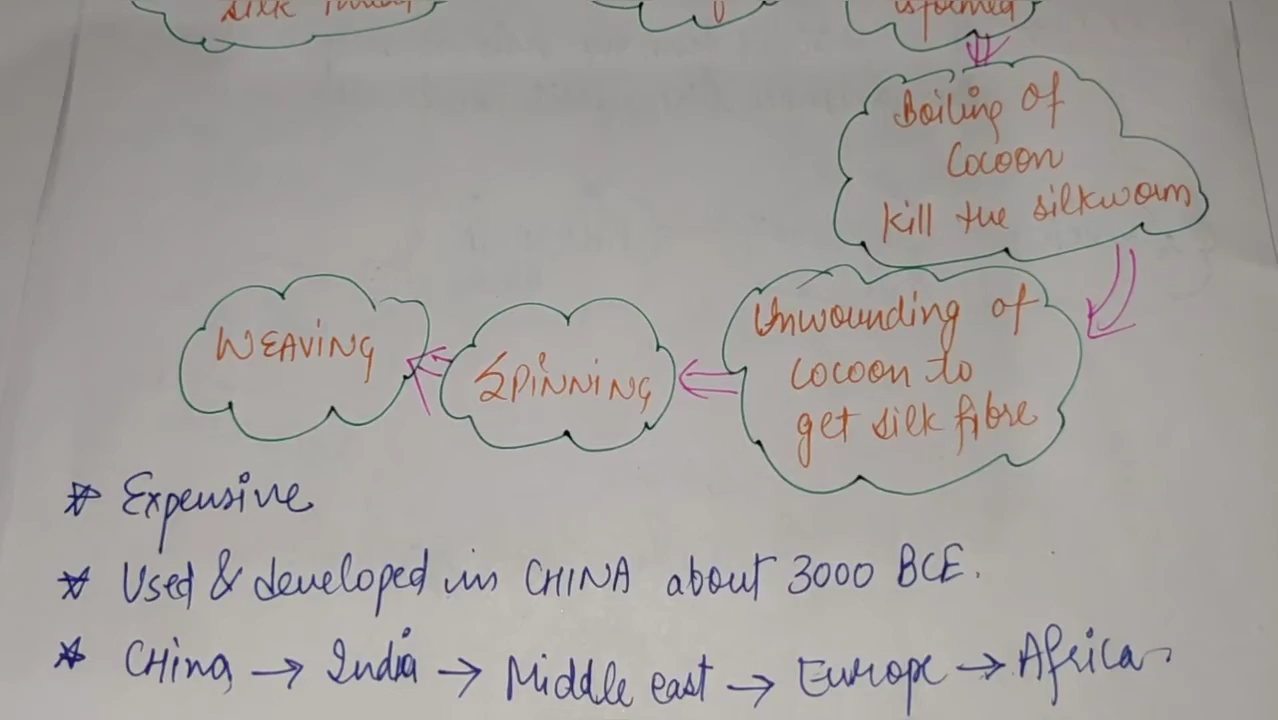 silk
Boiling of
Cocoon
kill the silkworm
Unwounding of
cocoon to
get silk fibre
SPINNING
WEAVING
* Expensive
* Used & developed in CHINA about 3000 BCE.
* China → India → Middle east → Europe → Africa